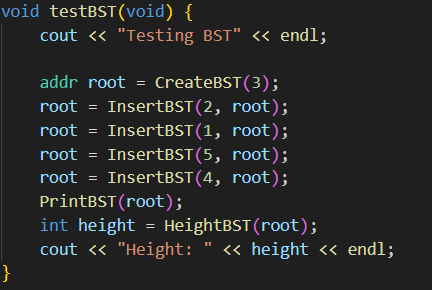 void testBST(void) {
    cout << "Testing BST" << endl;

    addr root = CreateBST(3);
    root = InsertBST(2, root);
    root = InsertBST(1, root);
    root = InsertBST(5, root);
    root = InsertBST(4, root);
    PrintBST(root);
    int height = HeightBST(root);
    cout << "Height: " << height << endl;
}